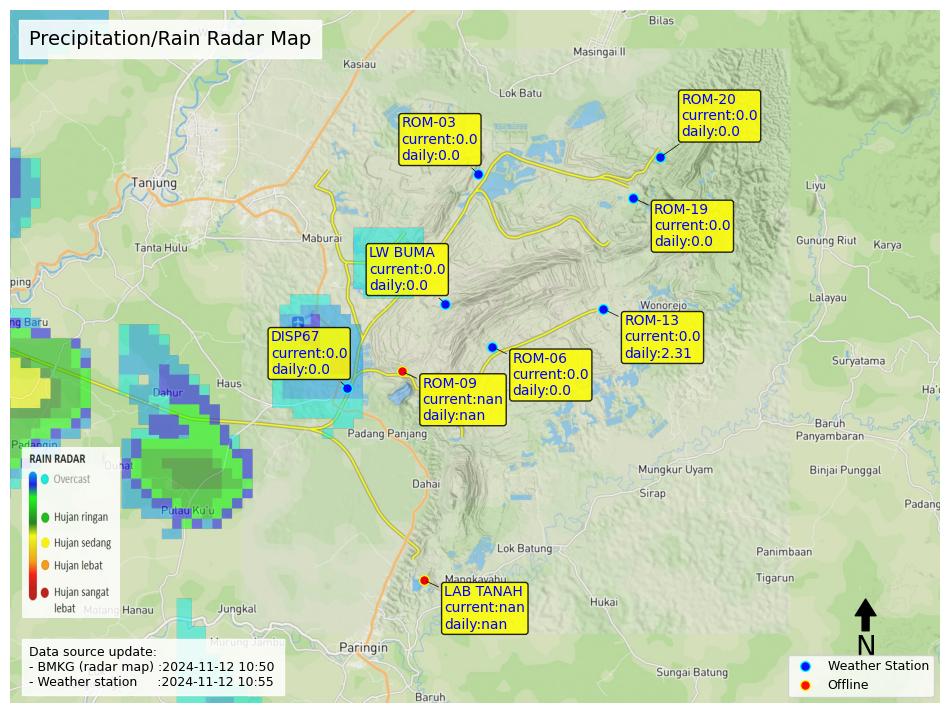 Precipitation/Rain Radar Map
Bilas
Masingai II
Kasiau
Lok Batu
ROM-20
current:0.0
daily:0.0
ROM-03
current:0.0
daily:0.0
Tanjung
Liyu
ROM-19
current:0.0
daily:0.0
Maburai
Tanta Hulu
Gunung Riut
Karya
LW BUMA
current:0.0
daily:0.0
ping
Lalayau
Wonorejo
ng Baru
ROM-13
current:0.0
daily:2.31
DISP67
current:0.0
daily:0.0
ROM-06
current:0.0
daily:0.0
Suryatama
Haus
Dahur
ROM-09
current:nan
daily:nan
Ha'u
Baruh
Panyambaran
Padang Panjang
Padangin
RAIN RADAR
Overcast
Hujan ringan
Hujan sedang
Hujan lebat
Hujan sangat
lebat
Mungkur Uyam
Binjai Punggal
Dahai
Sirap
Padang
Pulau Ku'u
Lok Batung
Panimbaan
Mangkayahu
Tigarun
LAB TANAH
current:nan
daily:nan
Hukai
Matang Hanau
Jungkal
Murung Jambu
Paringin
Sungai Batung
Baruh
Data source update:
- BMKG (radar map) :2024-11-12 10:50
- Weather station :2024-11-12 10:55
N
Weather Station
Offline